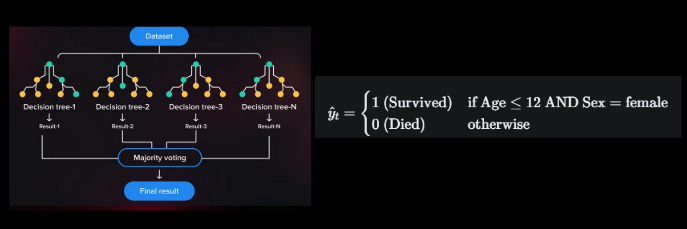 Dataset
Decision tree-1 Decision tree-2 Decision tree-3 Decision tree-N
Result-1 Result-2 Result-3 Result-N
Majority voting
Final result
ŷₜ = { 1 (Survived) if Age ≤ 12 AND Sex = female
0 (Died) otherwise